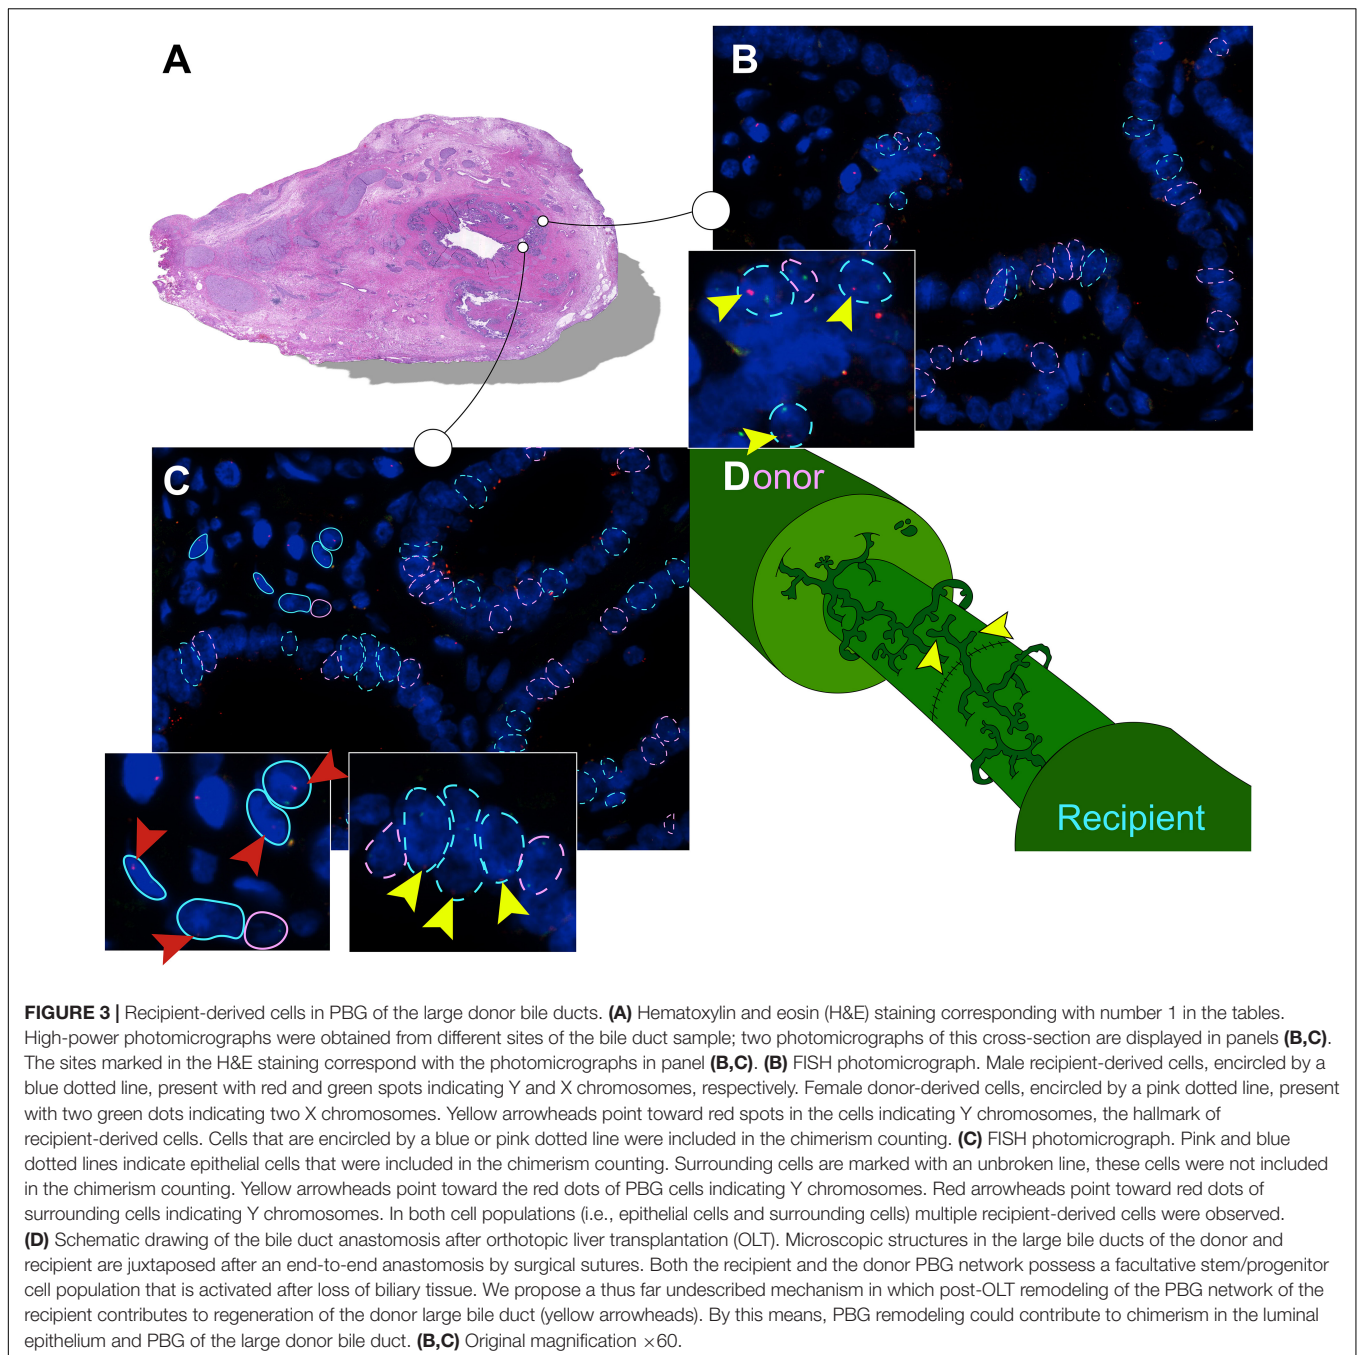 A
B
C
Donor
Recipient
FIGURE 3 | Recipient-derived cells in PBG of the large donor bile ducts. (A) Hematoxylin and eosin (H&E) staining corresponding with number 1 in the tables.
High-power photomicrographs were obtained from different sites of the bile duct sample; two photomicrographs of this cross-section are displayed in panels (B,C).
The sites marked in the H&E staining correspond with the photomicrographs in panel (B,C). (B) FISH photomicrograph. Male recipient-derived cells, encircled by a
blue dotted line, present with red and green spots indicating Y and X chromosomes, respectively. Female donor-derived cells, encircled by a pink dotted line, present
with two green dots indicating two X chromosomes. Yellow arrowheads point toward red spots in the cells indicating Y chromosomes, the hallmark of
recipient-derived cells. Cells that are encircled by a blue or pink dotted line were included in the chimerism counting. (C) FISH photomicrograph. Pink and blue
dotted lines indicate epithelial cells that were included in the chimerism counting. Surrounding cells are marked with an unbroken line, these cells were not included
in the chimerism counting. Yellow arrowheads point toward the red dots of PBG cells indicating Y chromosomes. Red arrowheads point toward red dots of
surrounding cells indicating Y chromosomes. In both cell populations (i.e., epithelial cells and surrounding cells) multiple recipient-derived cells were observed.
(D) Schematic drawing of the bile duct anastomosis after orthotopic liver transplantation (OLT). Microscopic structures in the large bile ducts of the donor and
recipient are juxtaposed after an end-to-end anastomosis by surgical sutures. Both the recipient and the donor PBG network possess a facultative stem/progenitor
cell population that is activated after loss of biliary tissue. We propose a thus far undescribed mechanism in which post-OLT remodeling of the PBG network of the
recipient contributes to regeneration of the donor large bile duct (yellow arrowheads). By this means, PBG remodeling could contribute to chimerism in the luminal
epithelium and PBG of the large donor bile duct. (B,C) Original magnification ×60.